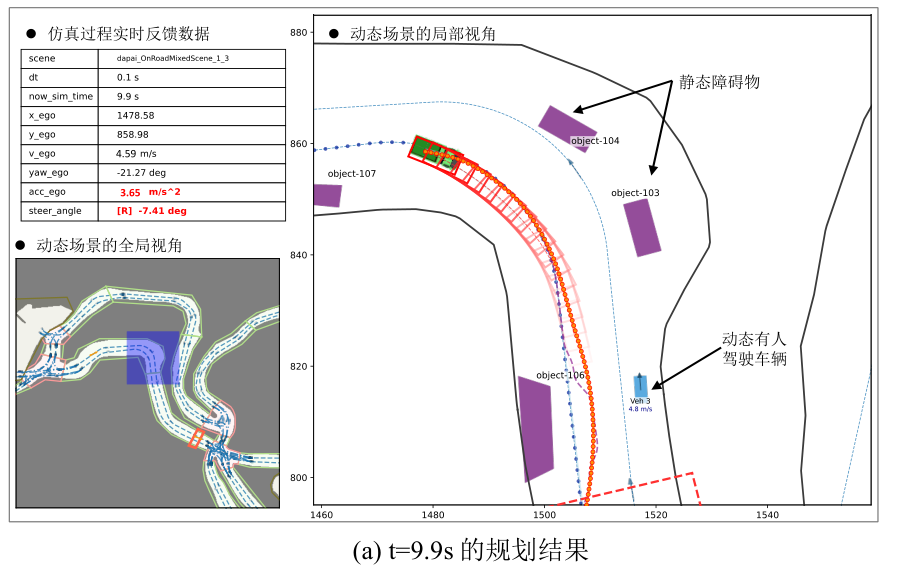 ● 仿真过程实时反馈数据
scene dapai_OnRoadMixedScene_1_3
dt 0.1 s
now_sim_time 9.9 s
x_ego 1478.58
y_ego 858.98
v_ego 4.59 m/s
yaw_ego -21.27 deg
acc_ego 3.65 m/s^2
steer_angle [R] -7.41 deg
● 动态场景的全局视角
● 动态场景的局部视角
880
860
840
820
800
静态障碍物
object-104
object-107
object-103
动态有人
驾驶车辆
object-106
Veh 3
4.8 m/s
1460 1480 1500 1520 1540
(a) t=9.9s 的规划结果